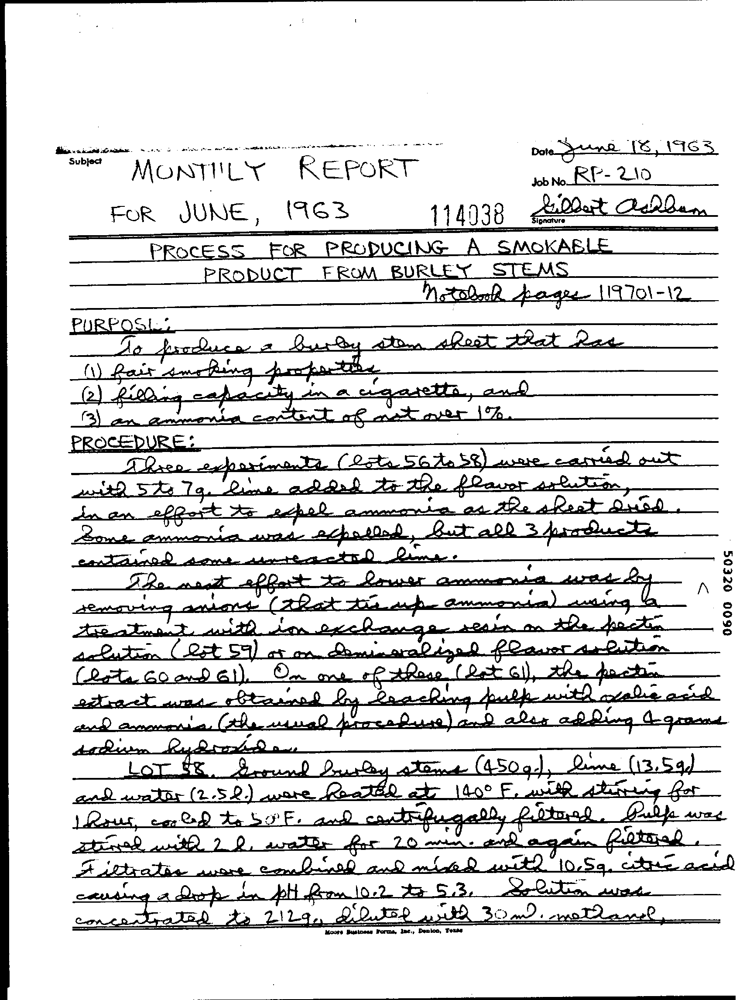 Date June 18, 1963
Subject MONTHLY REPORT
Job No. RP-210
FOR JUNE, 1963 114038 Gilbert Ashburn
Signature
PROCESS FOR PRODUCING A SMOKABLE
PRODUCT FROM BURLEY STEMS
Notebook pages 119701-12
PURPOSE:
To produce a burley stem sheet that has
(1) fair smoking properties
(2) filling capacity in a cigarette, and
(3) an ammonia content of not over 1%.
PROCEDURE:
Three experiments (lots 56 to 58) were carried out
with 5 to 7g. lime added to the flavor solution,
in an effort to expel ammonia as the sheet dried.
Some ammonia was expelled, but all 3 products
contained some unreacted lime.
The next effort to lower ammonia was by
removing anions (that tie up ammonia) using a
treatment with ion exchange resin on the pectin
solution (lot 59) or on demineralized flavor solution
(lots 60 and 61). On one of these (lot 61), the pectin
extract was obtained by leaching pulp with oxalic acid
and ammonia (the usual procedure) and also adding 4 grams
sodium hydroxide.
LOT 58. Ground burley stems (450g.), lime (13.5g.)
and water (2.5l.) were heated at 140° F. with stirring for
1 hour, cooled to 50°F. and centrifugally filtered. Pulp was
stirred with 2 l. water for 20 min. and again filtered.
Filtrates were combined and mixed with 10.5g. citric acid
causing a drop in pH from 10.2 to 5.3. Solution was
concentrated to 212g., diluted with 30 ml. methanol,
Moore Business Forms, Inc., Denton, Texas
50320 0090